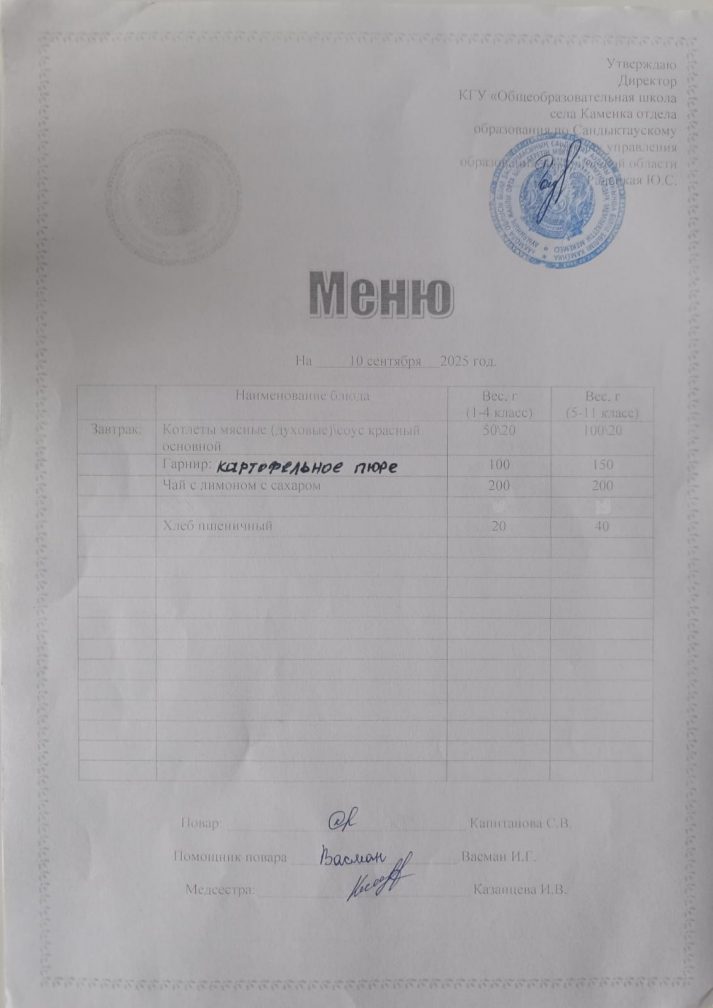 Утверждаю
Директор
КГУ «Общеобразовательная школа
села Каменка отдела
образования по Сандыктаускому
управления
области
Ю.С.
Меню
На 10 сентября 2025 год.
Наименование блюда Вес, г Вес, г
(1-4 класс) (5-11 класс)
Завтрак: Котлеты мясные (духовые)\соус красный 50\20 100\20
основной
Гарнир: картофельное пюре 100 150
Чай с лимоном с сахаром 200 200
Хлеб пшеничный 20 40
Повар: Капитанова С.В.
Помощник повара Васман Васман И.Г.
Медсестра: Казанцева И.В.